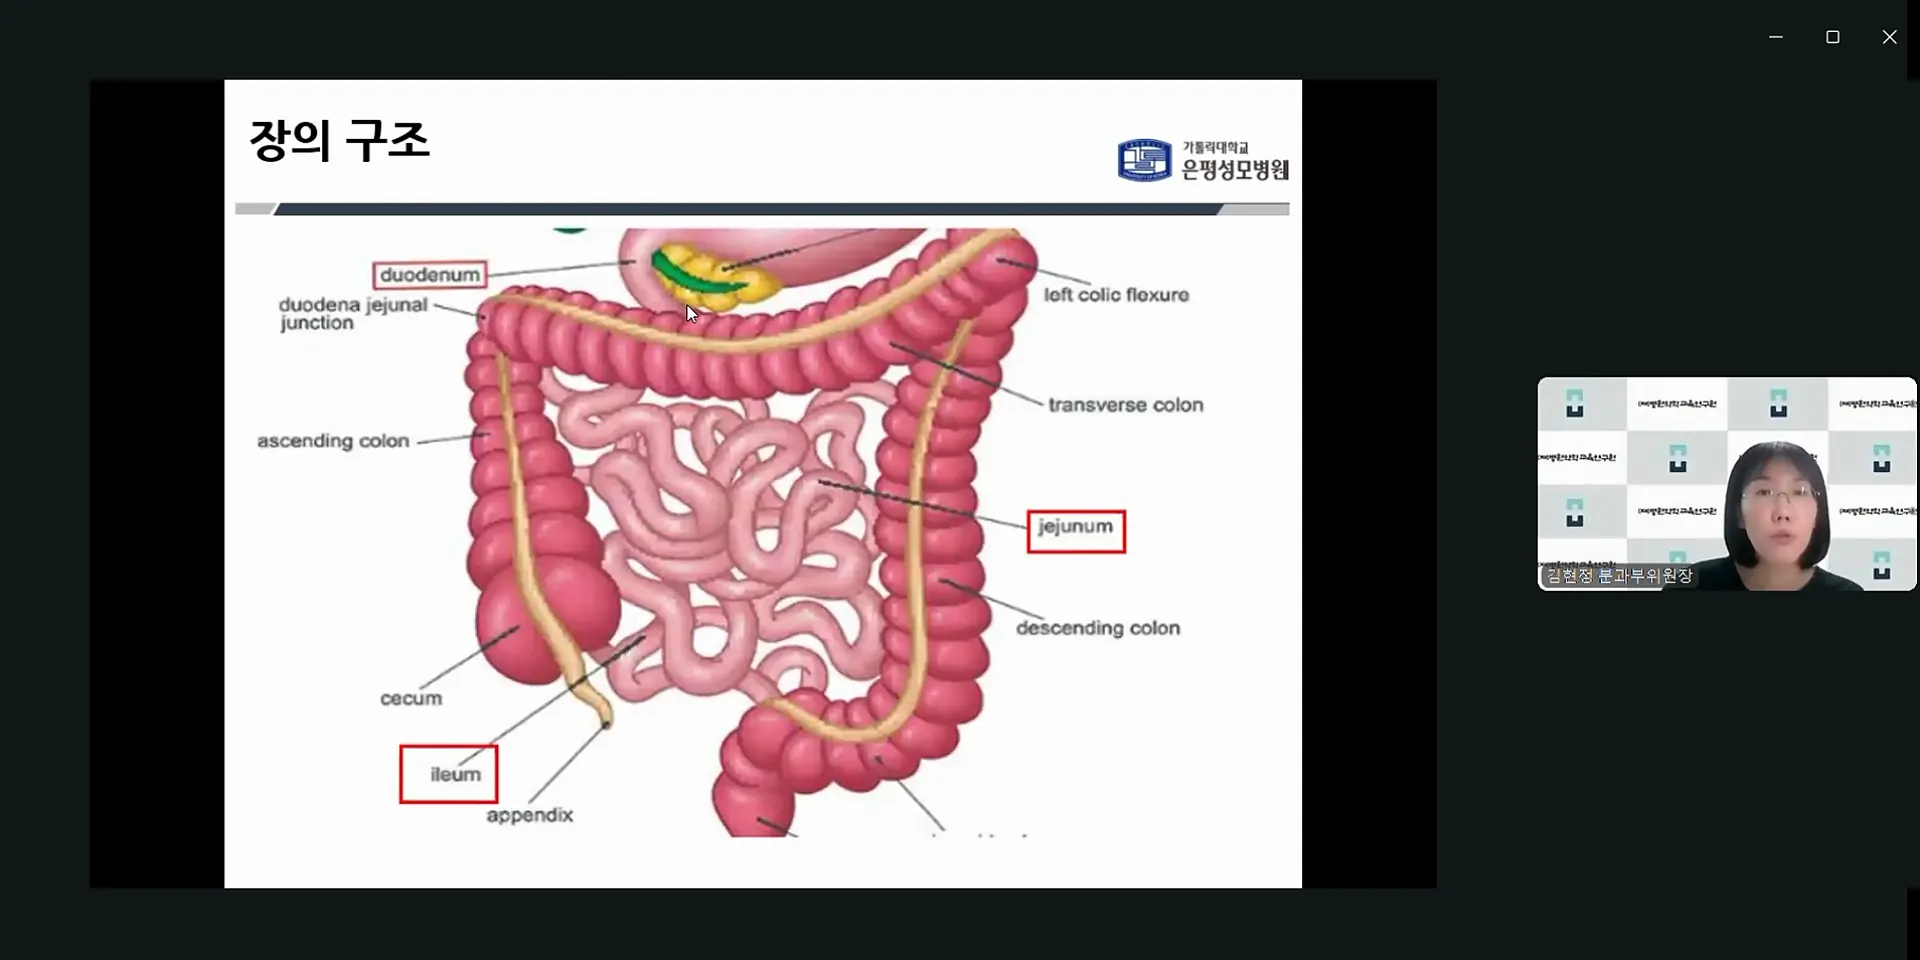 장의 구조
가톨릭대학교
은평성모병원
duodenum
duodena jejunal
junction
left colic flexure
transverse colon
ascending colon
jejunum
descending colon
cecum
ileum
appendix
김현정 분과부위원장